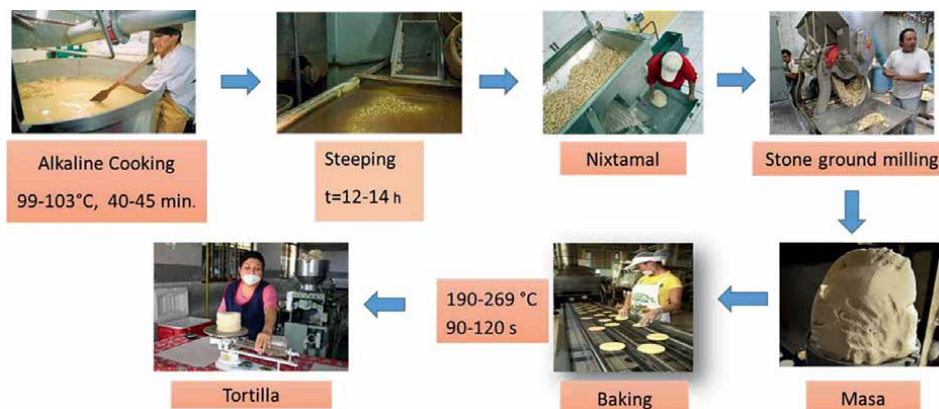 Alkaline Cooking
99-103°C, 40-45 min.
Steeping
t=12-14 h
Nixtamal
Stone ground milling
Masa
190-269 °C
90-120 s
Baking
Tortilla